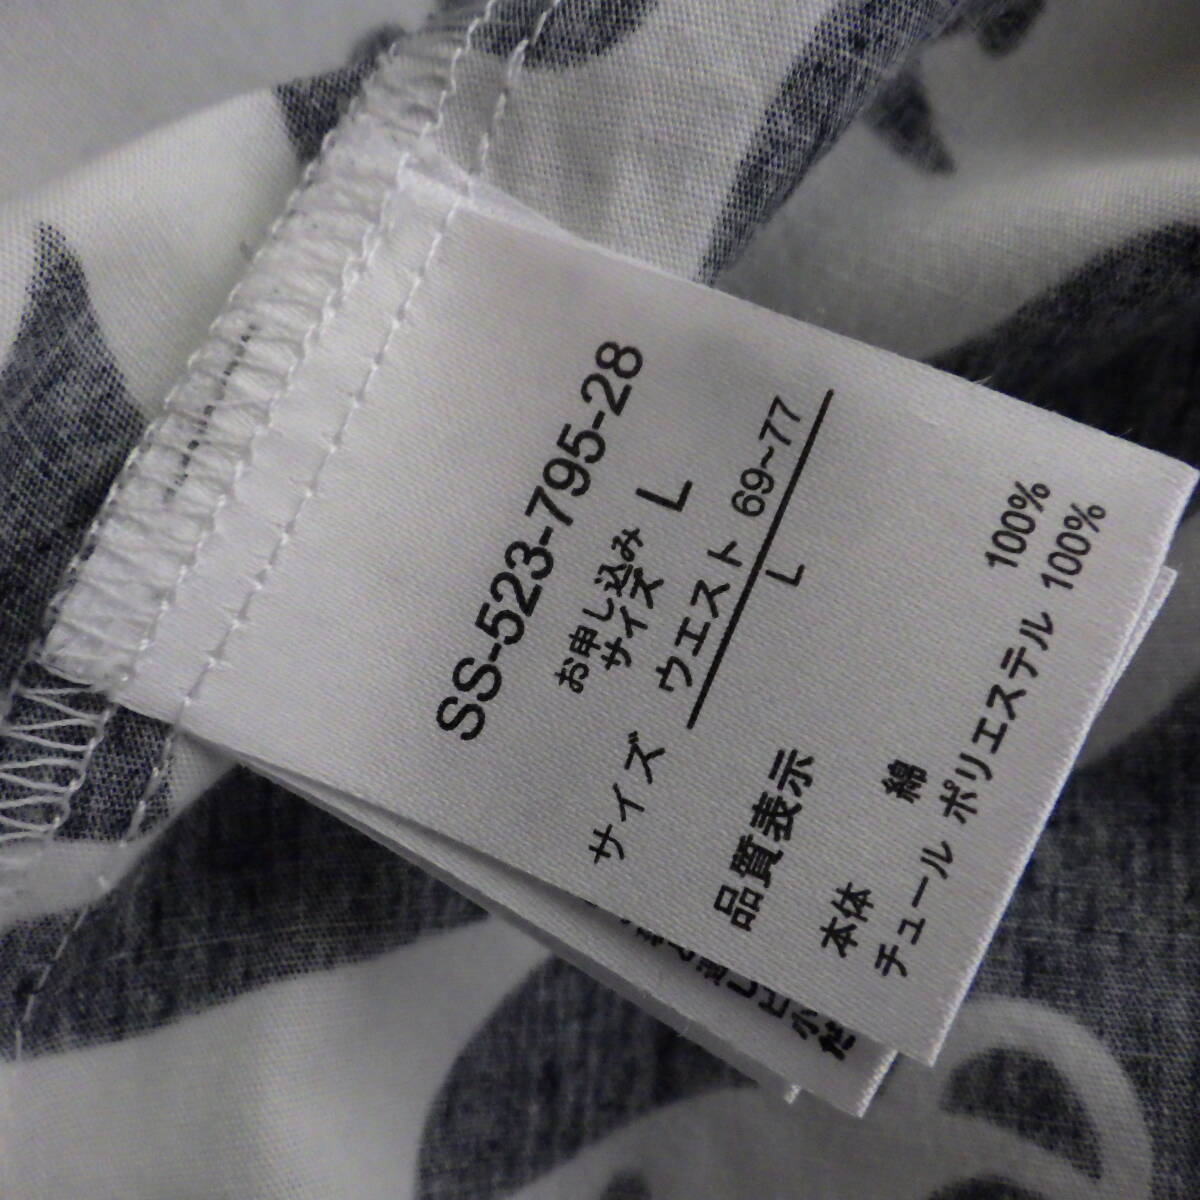 SS-523-795-28
お申し込み
サイズ L
サイズ ウエスト 69~77
L
品質表示
本体 綿 100%
チュール ポリエステル 100%